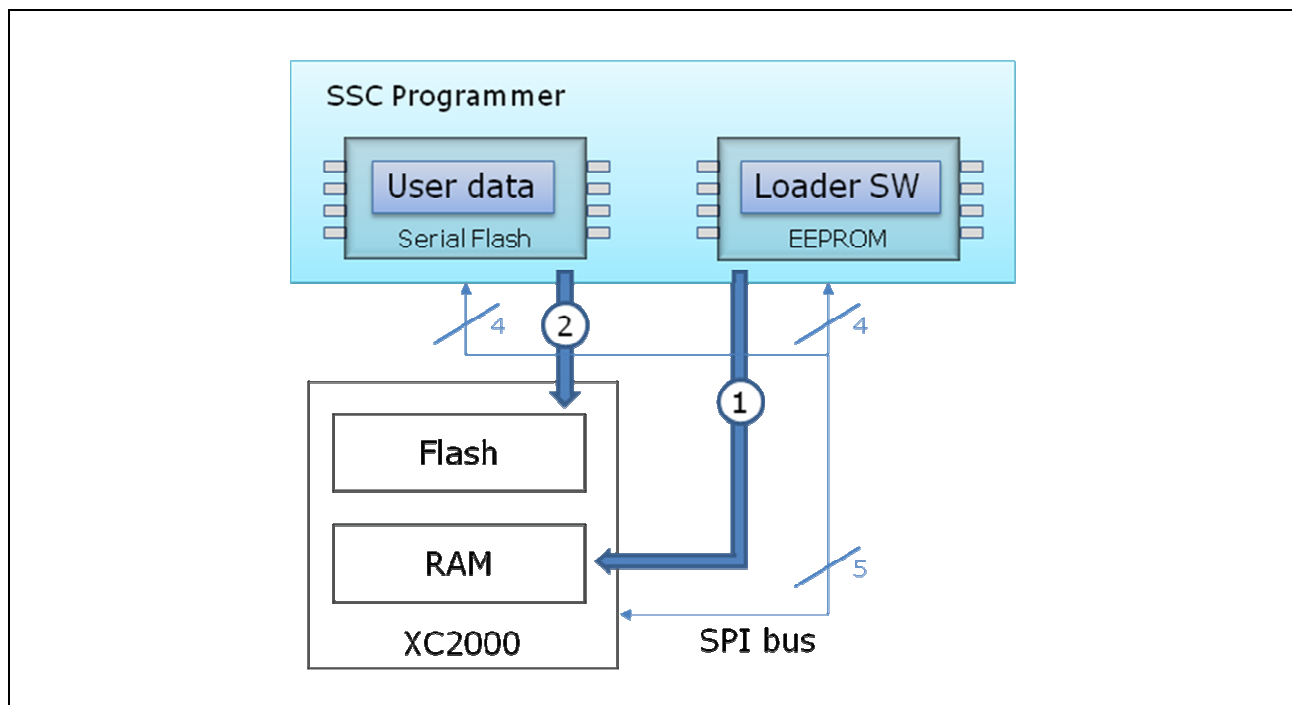 SSC Programmer
User data
Loader SW
Serial Flash
EEPROM
4
2
4
1
Flash
RAM
5
XC2000
SPI bus